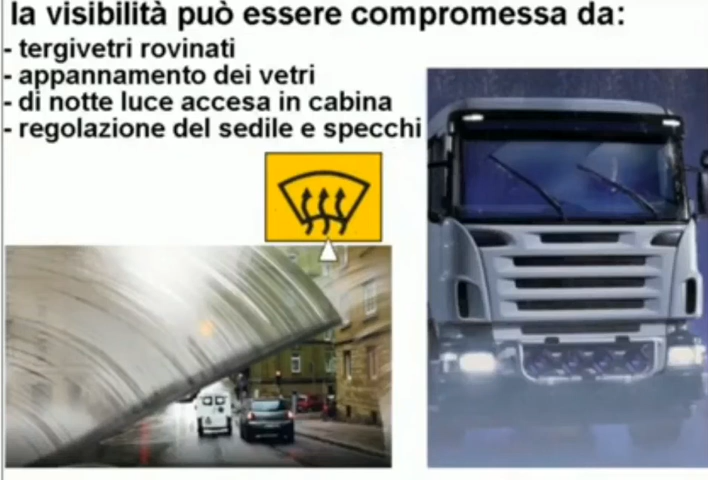 la visibilità può essere compromessa da:
- tergivetri rovinati
- appannamento dei vetri
- di notte luce accesa in cabina
- regolazione del sedile e specchi